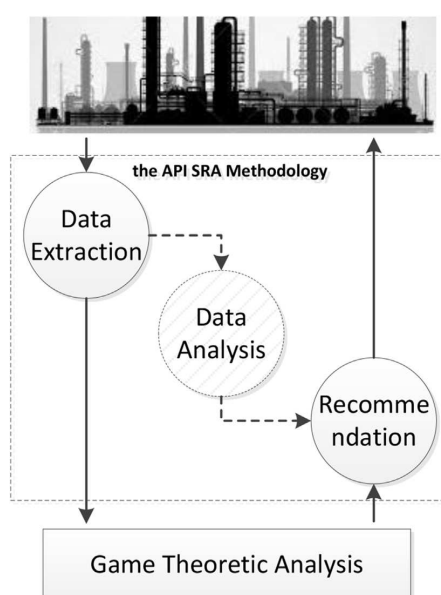 the API SRA Methodology
Data
Extraction
Data
Analysis
Recomme
ndation
Game Theoretic Analysis